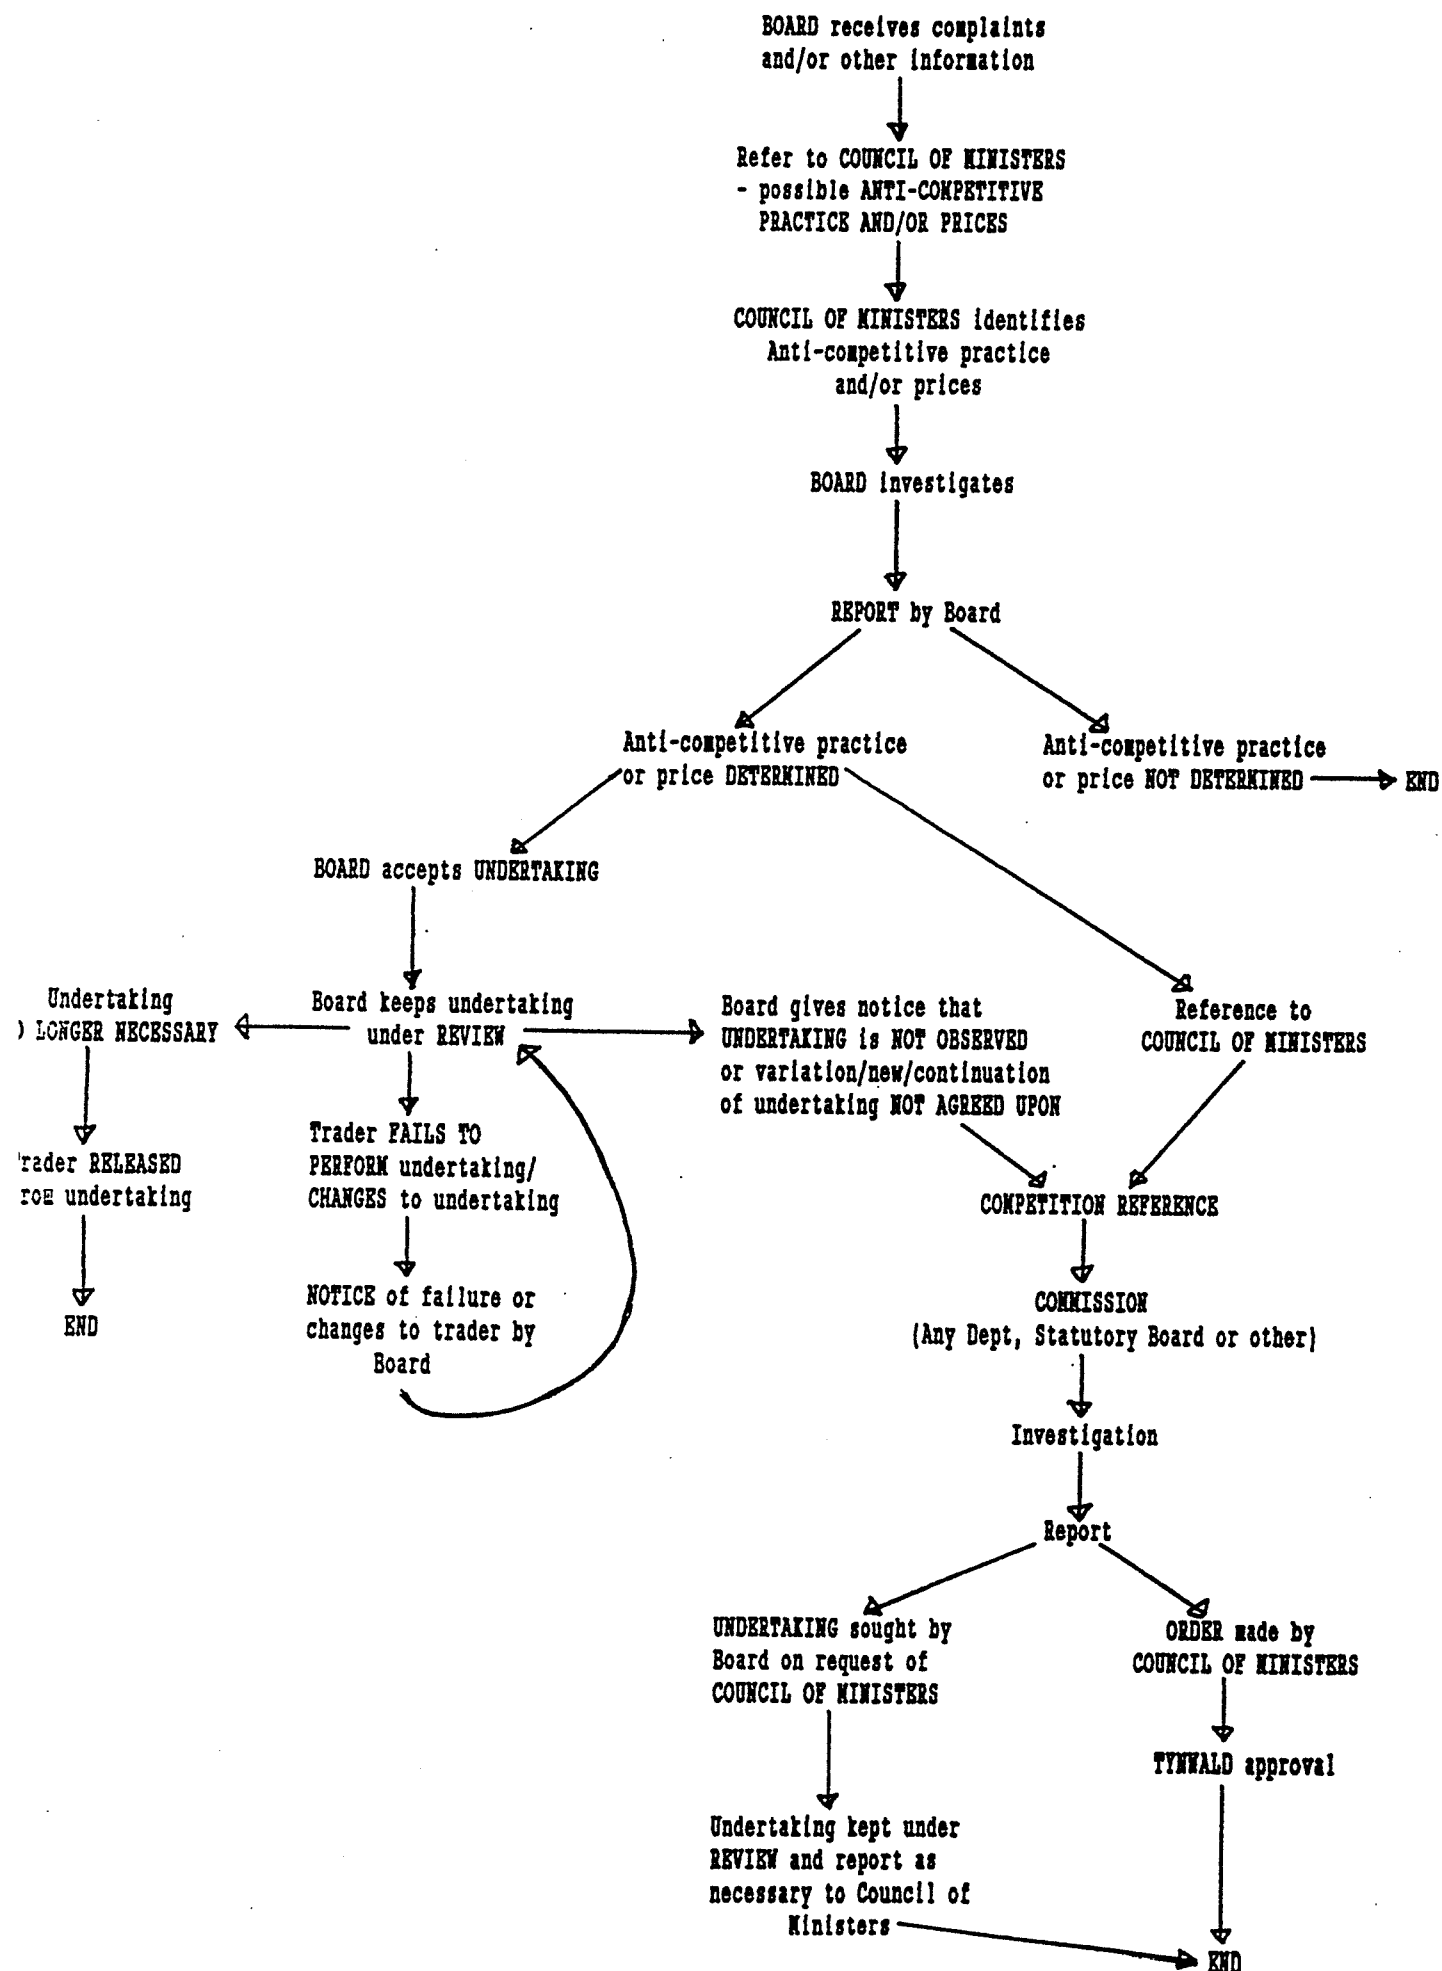 BOARD receives complaints
and/or other information
Refer to COUNCIL OF MINISTERS
- possible ANTI-COMPETITIVE
PRACTICE AND/OR PRICES
COUNCIL OF MINISTERS identifies
Anti-competitive practice
and/or prices
BOARD investigates
REPORT by Board
Anti-competitive practice
or price DETERMINED
Anti-competitive practice
or price NOT DETERMINED
END
BOARD accepts UNDERTAKING
Undertaking
) LONGER NECESSARY
Board keeps undertaking
under REVIEW
Board gives notice that
UNDERTAKING is NOT OBSERVED
or variation/new/continuation
of undertaking NOT AGREED UPON
Reference to
COUNCIL OF MINISTERS
rader RELEASED
rom undertaking
END
Trader FAILS TO
PERFORM undertaking/
CHANGES to undertaking
NOTICE of failure or
changes to trader by
Board
COMPETITION REFERENCE
COMMISSION
(Any Dept, Statutory Board or other)
Investigation
Report
UNDERTAKING sought by
Board on request of
COUNCIL OF MINISTERS
ORDER made by
COUNCIL OF MINISTERS
TYNWALD approval
Undertaking kept under
REVIEW and report as
necessary to Council of
Ministers
END